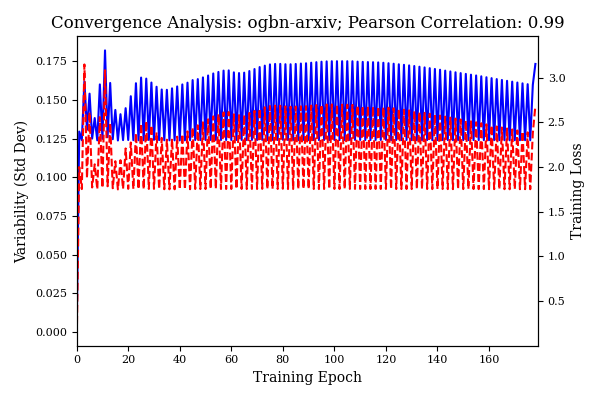 Convergence Analysis: ogbn-arxiv; Pearson Correlation: 0.99
Variability (Std Dev)
0.175
0.150
0.125
0.100
0.075
0.050
0.025
0.000
3.0
2.5
2.0
1.5
1.0
0.5
Training Loss
0 20 40 60 80 100 120 140 160
Training Epoch